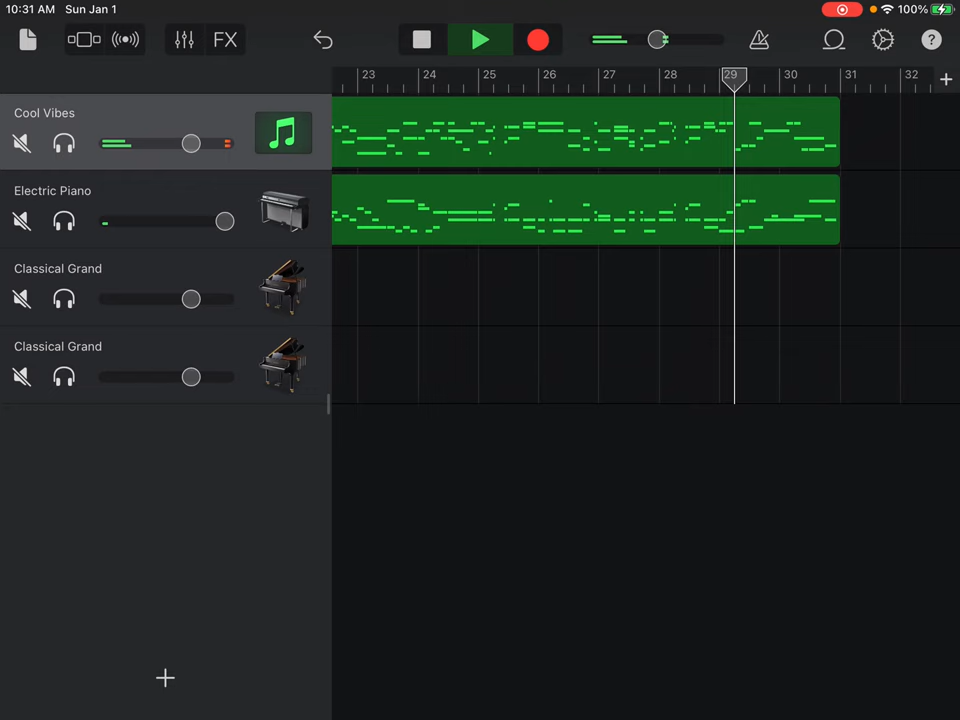 10:31 AM Sun Jan 1 100%
FX ?
23 24 25 26 27 28 29 30 31 32
Cool Vibes
Electric Piano
Classical Grand
Classical Grand